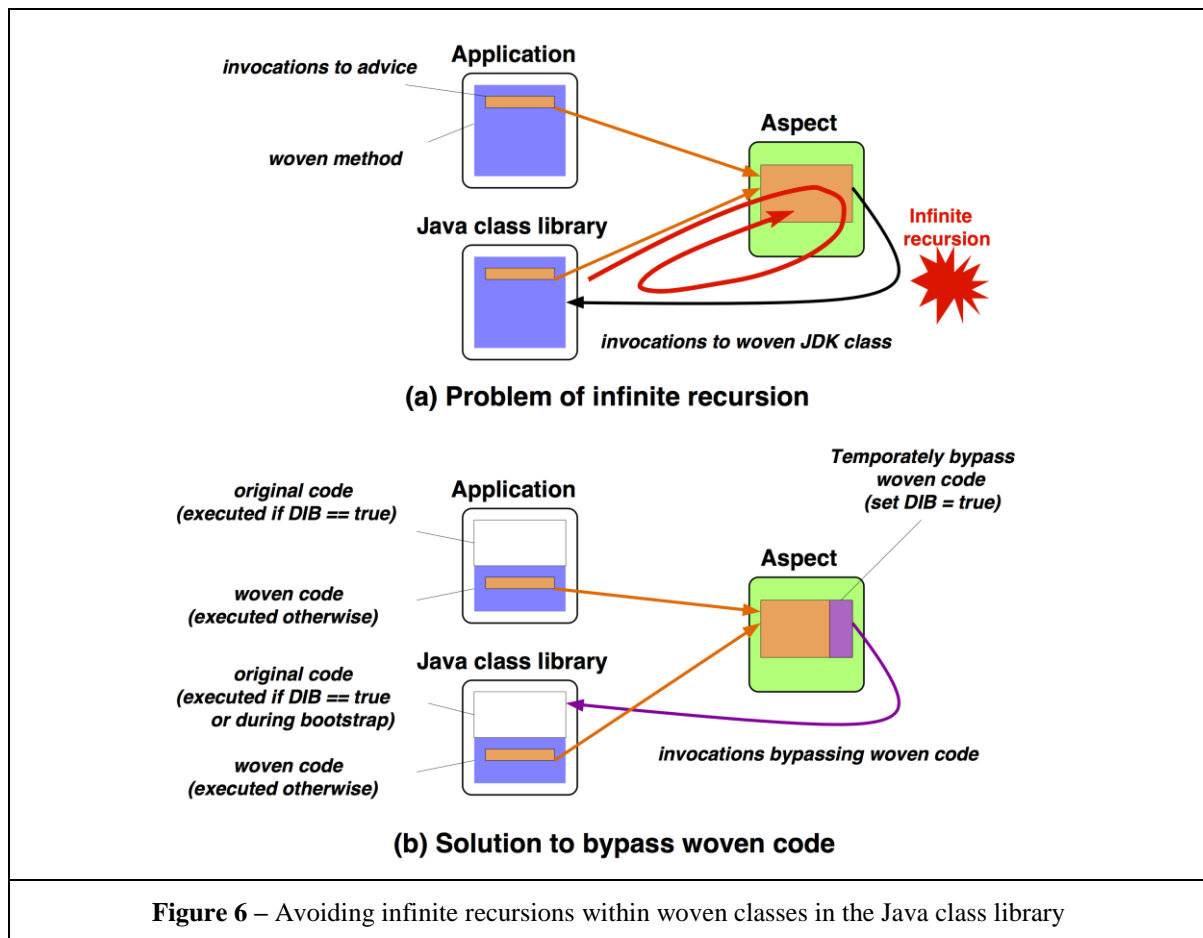 Application
invocations to advice
woven method
Aspect
Java class library
Infinite
recursion
invocations to woven JDK class
(a) Problem of infinite recursion
Temporately bypass
woven code
(set DIB = true)
original code
(executed if DIB == true)
Application
Aspect
woven code
(executed otherwise)
Java class library
original code
(executed if DIB == true
or during bootstrap)
invocations bypassing woven code
woven code
(executed otherwise)
(b) Solution to bypass woven code
Figure 6 – Avoiding infinite recursions within woven classes in the Java class library